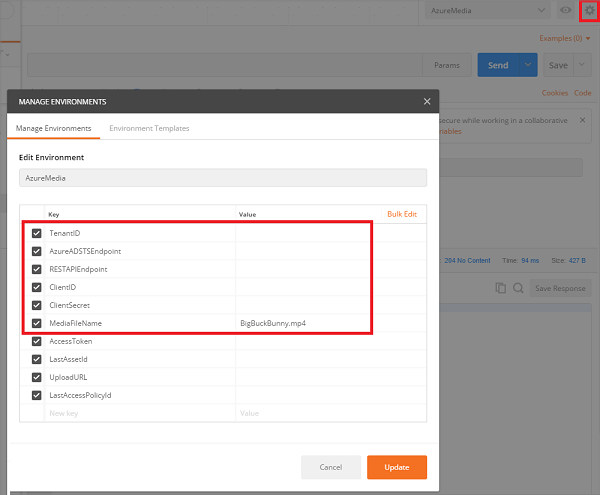 AzureMedia
Examples (0)
Params
Send
Save
Cookies Code
MANAGE ENVIRONMENTS
secure while working in a collaborative
Manage Environments Environment Templates
Edit Environment
AzureMedia
Key Value Bulk Edit
TenantID
AzureADSTSEndpoint
RESTAPIEndpoint
204 No Content Time: 94 ms Size: 427 B
ClientID
ClientSecret
Save Response
MediaFileName BigBuckBunny.mp4
AccessToken
LastAssetId
UploadURL
LastAccessPolicyId
New key Value
Cancel Update